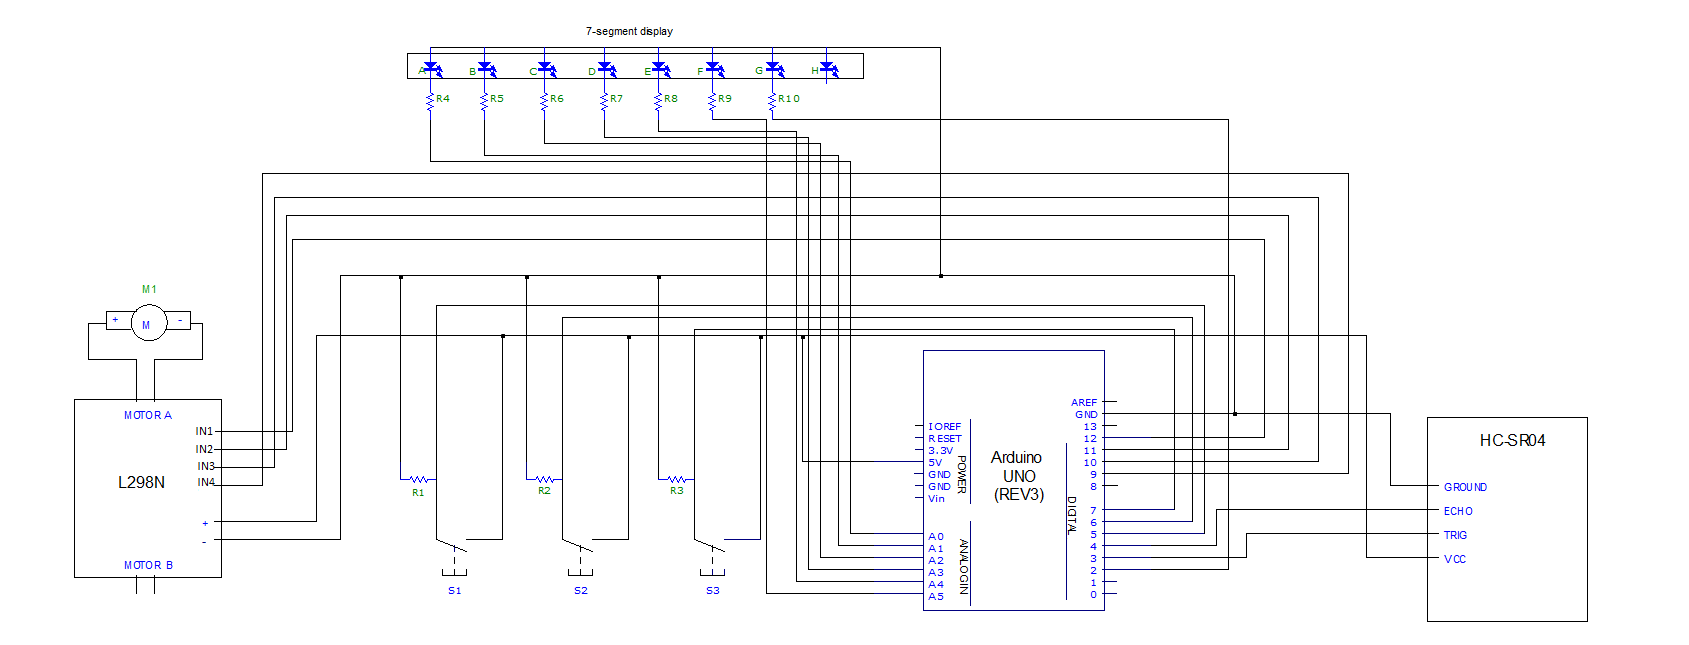 7-segment display
A B C D E F G H
R4 R5 R6 R7 R8 R9 R10
M1
+ M -
MOTOR A
IN1
IN2
IN3
IN4
L298N
+
-
MOTOR B
R1 R2 R3
S1 S2 S3
IOREF
RESET
3.3V
5V
GND
GND
Vin
POWER
A0
A1
A2
A3
A4
A5
ANALOG IN
Arduino
UNO
(REV3)
AREF
GND
13
12
11
10
9
8
7
6
5
4
3
2
1
0
DIGITAL
HC-SR04
GROUND
ECHO
TRIG
VCC